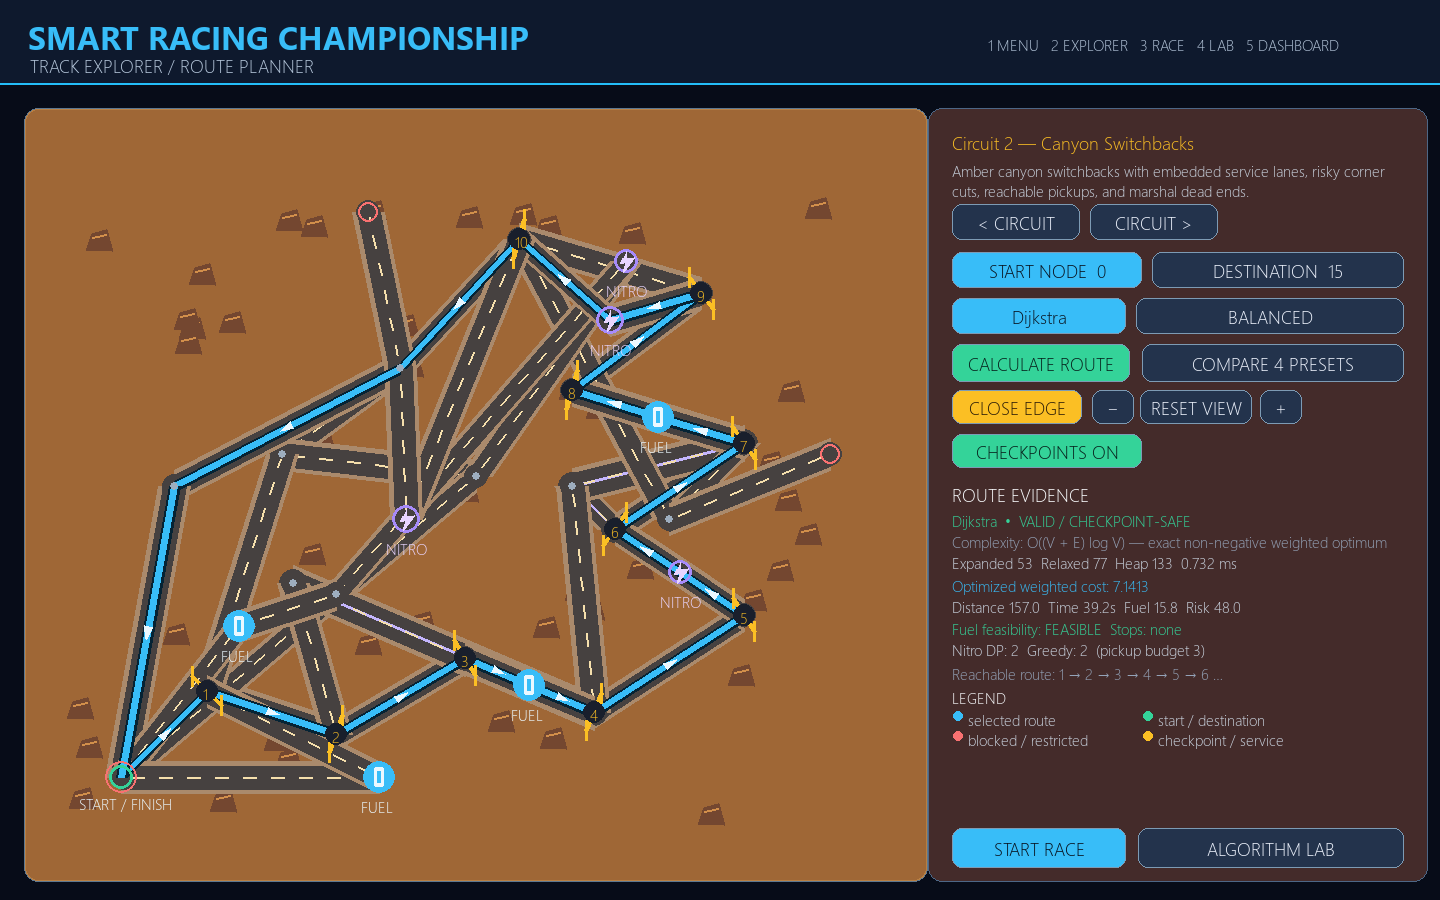 SMART RACING CHAMPIONSHIP
TRACK EXPLORER / ROUTE PLANNER
1 MENU 2 EXPLORER 3 RACE 4 LAB 5 DASHBOARD
10
NITRO
9
NITRO
8
FUEL
7
6
NITRO
NITRO
5
FUEL
3
1
FUEL
4
2
START / FINISH
FUEL
Circuit 2 — Canyon Switchbacks
Amber canyon switchbacks with embedded service lanes, risky corner
cuts, reachable pickups, and marshal dead ends.
< CIRCUIT
CIRCUIT >
START NODE 0
DESTINATION 15
Dijkstra
BALANCED
CALCULATE ROUTE
COMPARE 4 PRESETS
CLOSE EDGE
–
RESET VIEW
+
CHECKPOINTS ON
ROUTE EVIDENCE
Dijkstra • VALID / CHECKPOINT-SAFE
Complexity: O((V + E) log V) — exact non-negative weighted optimum
Expanded 53 Relaxed 77 Heap 133 0.732 ms
Optimized weighted cost: 7.1413
Distance 157.0 Time 39.2s Fuel 15.8 Risk 48.0
Fuel feasibility: FEASIBLE Stops: none
Nitro DP: 2 Greedy: 2 (pickup budget 3)
Reachable route: 1 → 2 → 3 → 4 → 5 → 6 ...
LEGEND
selected route
start / destination
blocked / restricted
checkpoint / service
START RACE
ALGORITHM LAB